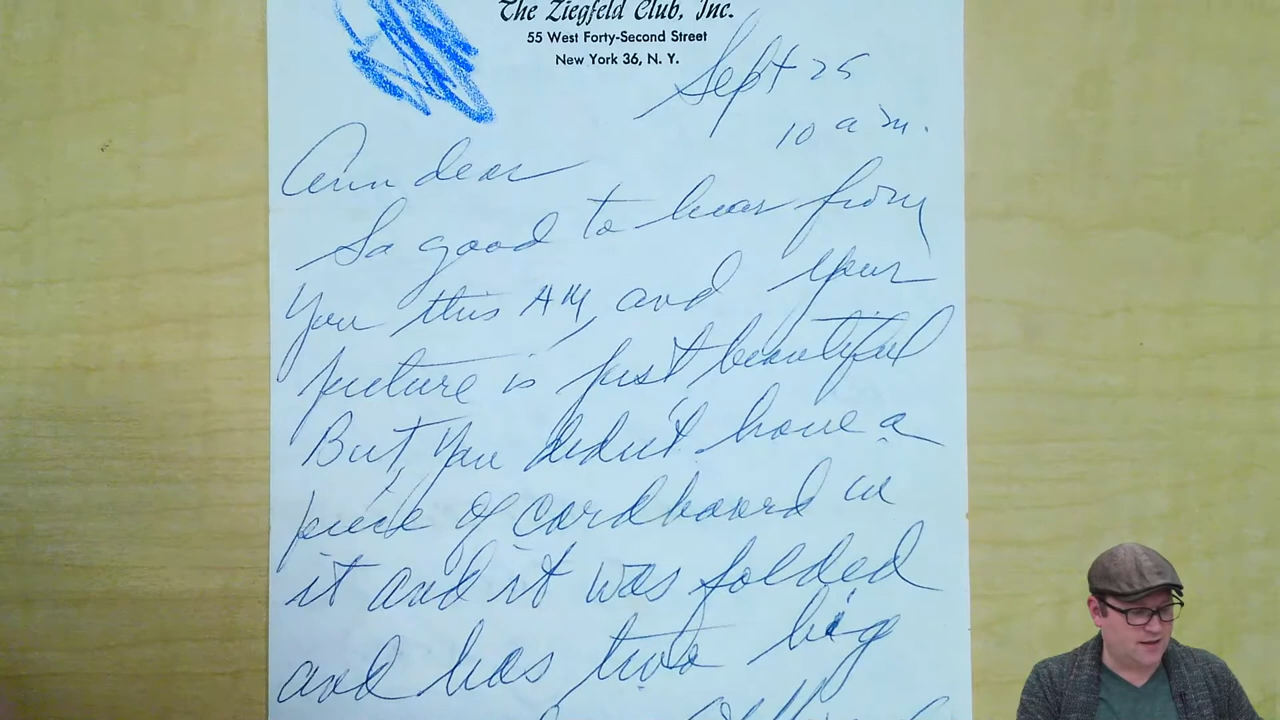 The Ziegfeld Club, Inc.
55 West Forty-Second Street
New York 36, N. Y.
Sept 25
10 a m.
Ann dear
So good to hear from
you this AM, and your
picture is just beautiful
But, you didn't have a
piece of cardboard in
it and it was folded
and has two big